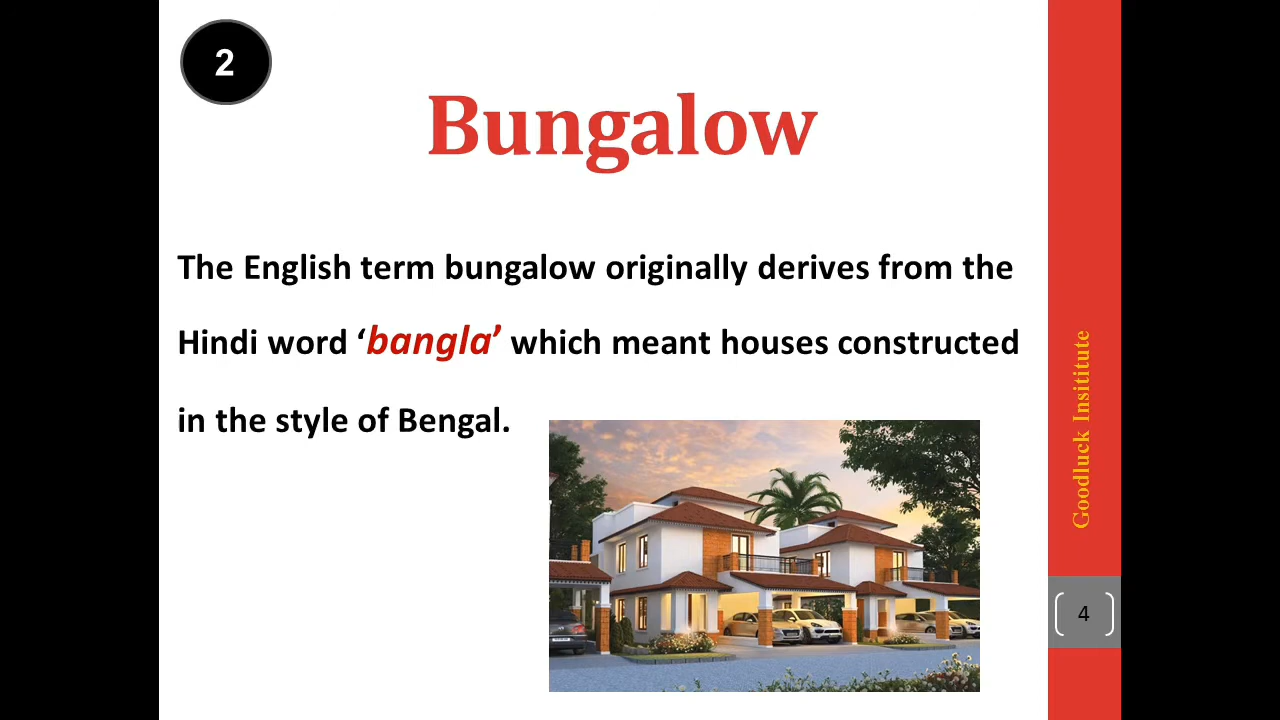 2
Bungalow
The English term bungalow originally derives from the
Hindi word ‘bangla’ which meant houses constructed
in the style of Bengal.
Goodluck Insititute
4